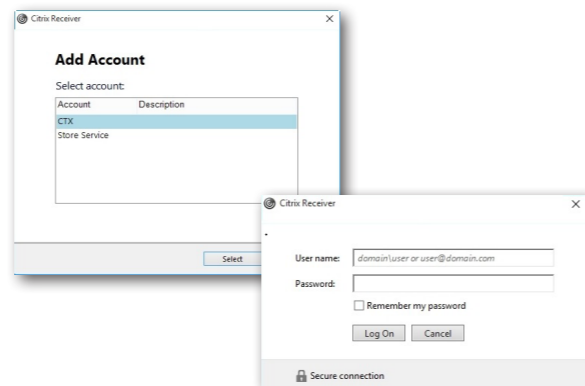 Citrix Receiver
Add Account
Select account:
Account Description
CTX
Store Service
Select
Citrix Receiver
User name: domain\user or user@domain.com
Password:
Remember my password
Log On Cancel
Secure connection